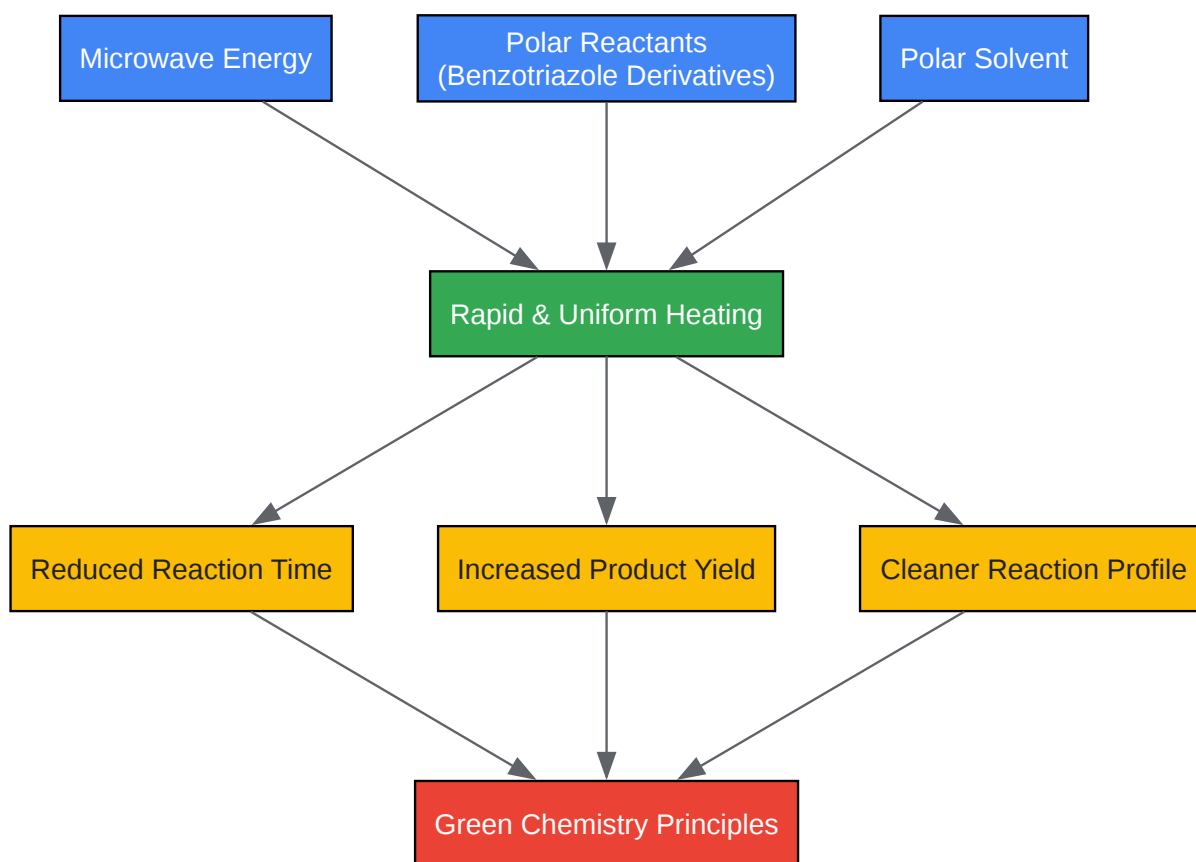 Microwave Energy
Polar Reactants
(Benzotriazole Derivatives)
Polar Solvent
Rapid & Uniform Heating
Reduced Reaction Time
Increased Product Yield
Cleaner Reaction Profile
Green Chemistry Principles